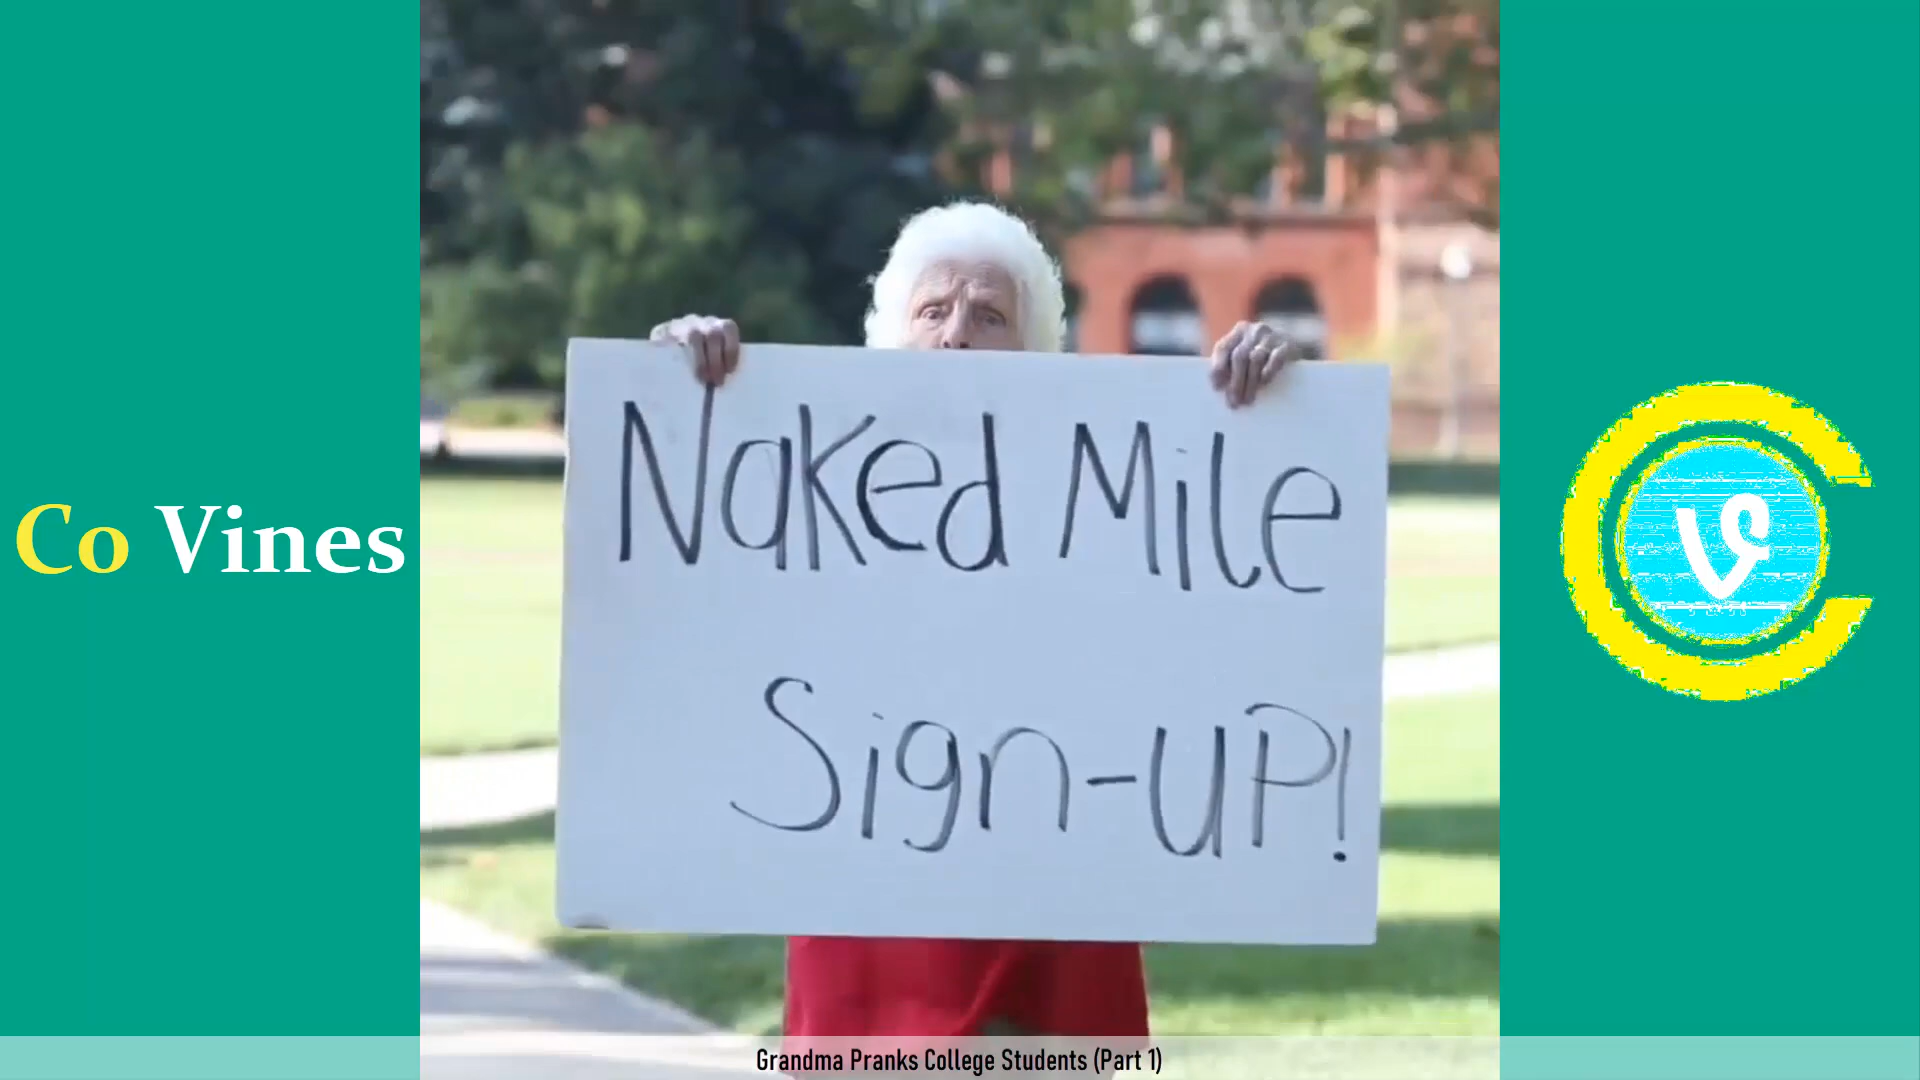 Naked Mile
Sign-UP!
Co Vines
Grandma Pranks College Students (Part 1)